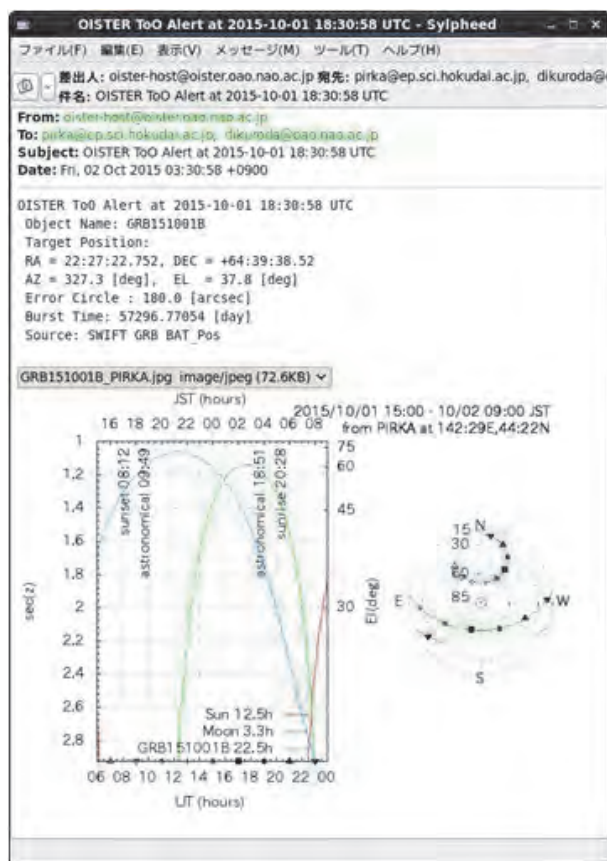 OISTER ToO Alert at 2015-10-01 18:30:58 UTC - Sylpheed
ファイル(F) 編集(E) 表示(V) メッセージ(M) ツール(T) ヘルプ(H)
差出人: oister-host@oister.oao.nao.ac.jp 宛先: pirka@ep.sci.hokudai.ac.jp, dikuroda@
件名: OISTER ToO Alert at 2015-10-01 18:30:58 UTC
From: oister-host@oister.oao.nao.ac.jp
To: pirka@ep.sci.hokudai.ac.jp, dikuroda@oao.nao.ac.jp
Subject: OISTER ToO Alert at 2015-10-01 18:30:58 UTC
Date: Fri, 02 Oct 2015 03:30:58 +0900
OISTER ToO Alert at 2015-10-01 18:30:58 UTC
Object Name: GRB151001B
Target Position:
RA = 22:27:22.752, DEC = +64:39:38.52
AZ = 327.3 [deg], EL = 37.8 [deg]
Error Circle : 180.0 [arcsec]
Burst Time: 57296.77054 [day]
Source: SWIFT GRB BAT_Pos
GRB151001B_PIRKA.jpg image/jpeg (72.6KB)
JST (hours)
16 18 20 22 00 02 04 06 08
2015/10/01 15:00 - 10/02 09:00 JST
from PIRKA at 142:29E,44:22N
sec(z)
1
1.2
1.4
1.6
1.8
2
2.2
2.4
2.6
2.8
sunset 08:12
astronomical 09:49
astronomical 18:51
sunrise 20:28
75
60
45
30
El(deg)
Sun 12.5h
Moon 3.3h
GRB151001B 22.5h
06 08 10 12 14 16 18 20 22 00
UT (hours)
N
15
30
60
85
E
W
S